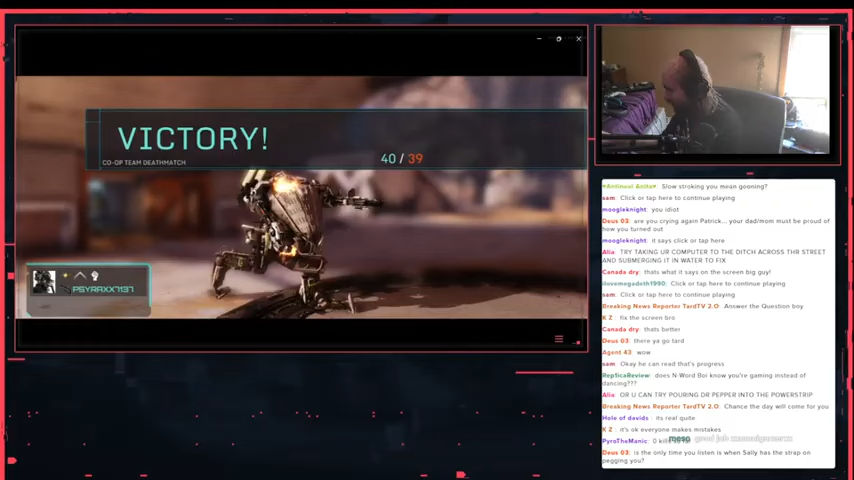 VICTORY!
CO-OP TEAM DEATHMATCH
40 / 39
PSYRAXX7137
♥Antinoxi Anite♥ Slow stroking you mean gooning?
sam: Click or tap here to continue playing
moogleknight: you idiot
Deus 03: are you crying again Patrick... your dad/mom must be proud of
how you turned out
moogleknight: it says click or tap here
Alia: TRY TAKING UR COMPUTER TO THE DITCH ACROSS THR STREET
AND SUBMERGING IT IN WATER TO FIX
Canada dry: thats what it says on the screen big guy!
ilovemegadeth1990: Click or tap here to continue playing
sam: Click or tap here to continue playing
Breaking News Reporter TardTV 2.0: Answer the Question boy
K Z: fix the screen bro
Canada dry: thats better
Deus 03: there ya go tard
Agent 43: wow
sam: Okay he can read that's progress
RepticaReview: does N-Word Boi know you're gaming instead of
dancing???
Alia: OR U CAN TRY POURING DR PEPPER INTO THE POWERSTRIP
Breaking News Reporter TardTV 2.0: Chance the day will come for you
Hole of davids: its real quite
K Z: it's ok everyone makes mistakes
PyroTheManic: 0 kills
good job
Deus 03: is the only time you listen is when Sally has the strap on
pegging you?